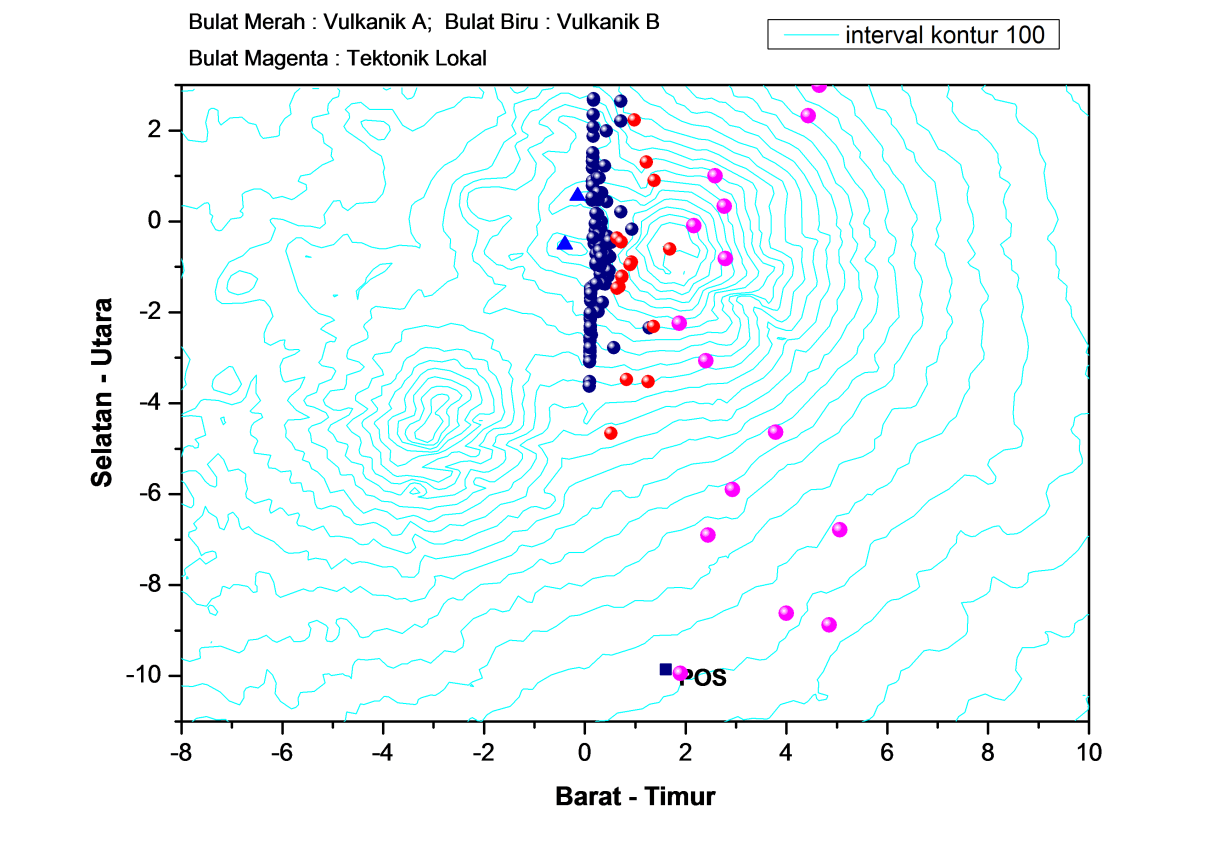 Bulat Merah : Vulkanik A;  Bulat Biru : Vulkanik B
Bulat Magenta : Tektonik Lokal
interval kontur 100
2
0
-2
-4
-6
-8
-10
Selatan - Utara
POS
-8 -6 -4 -2 0 2 4 6 8 10
Barat - Timur